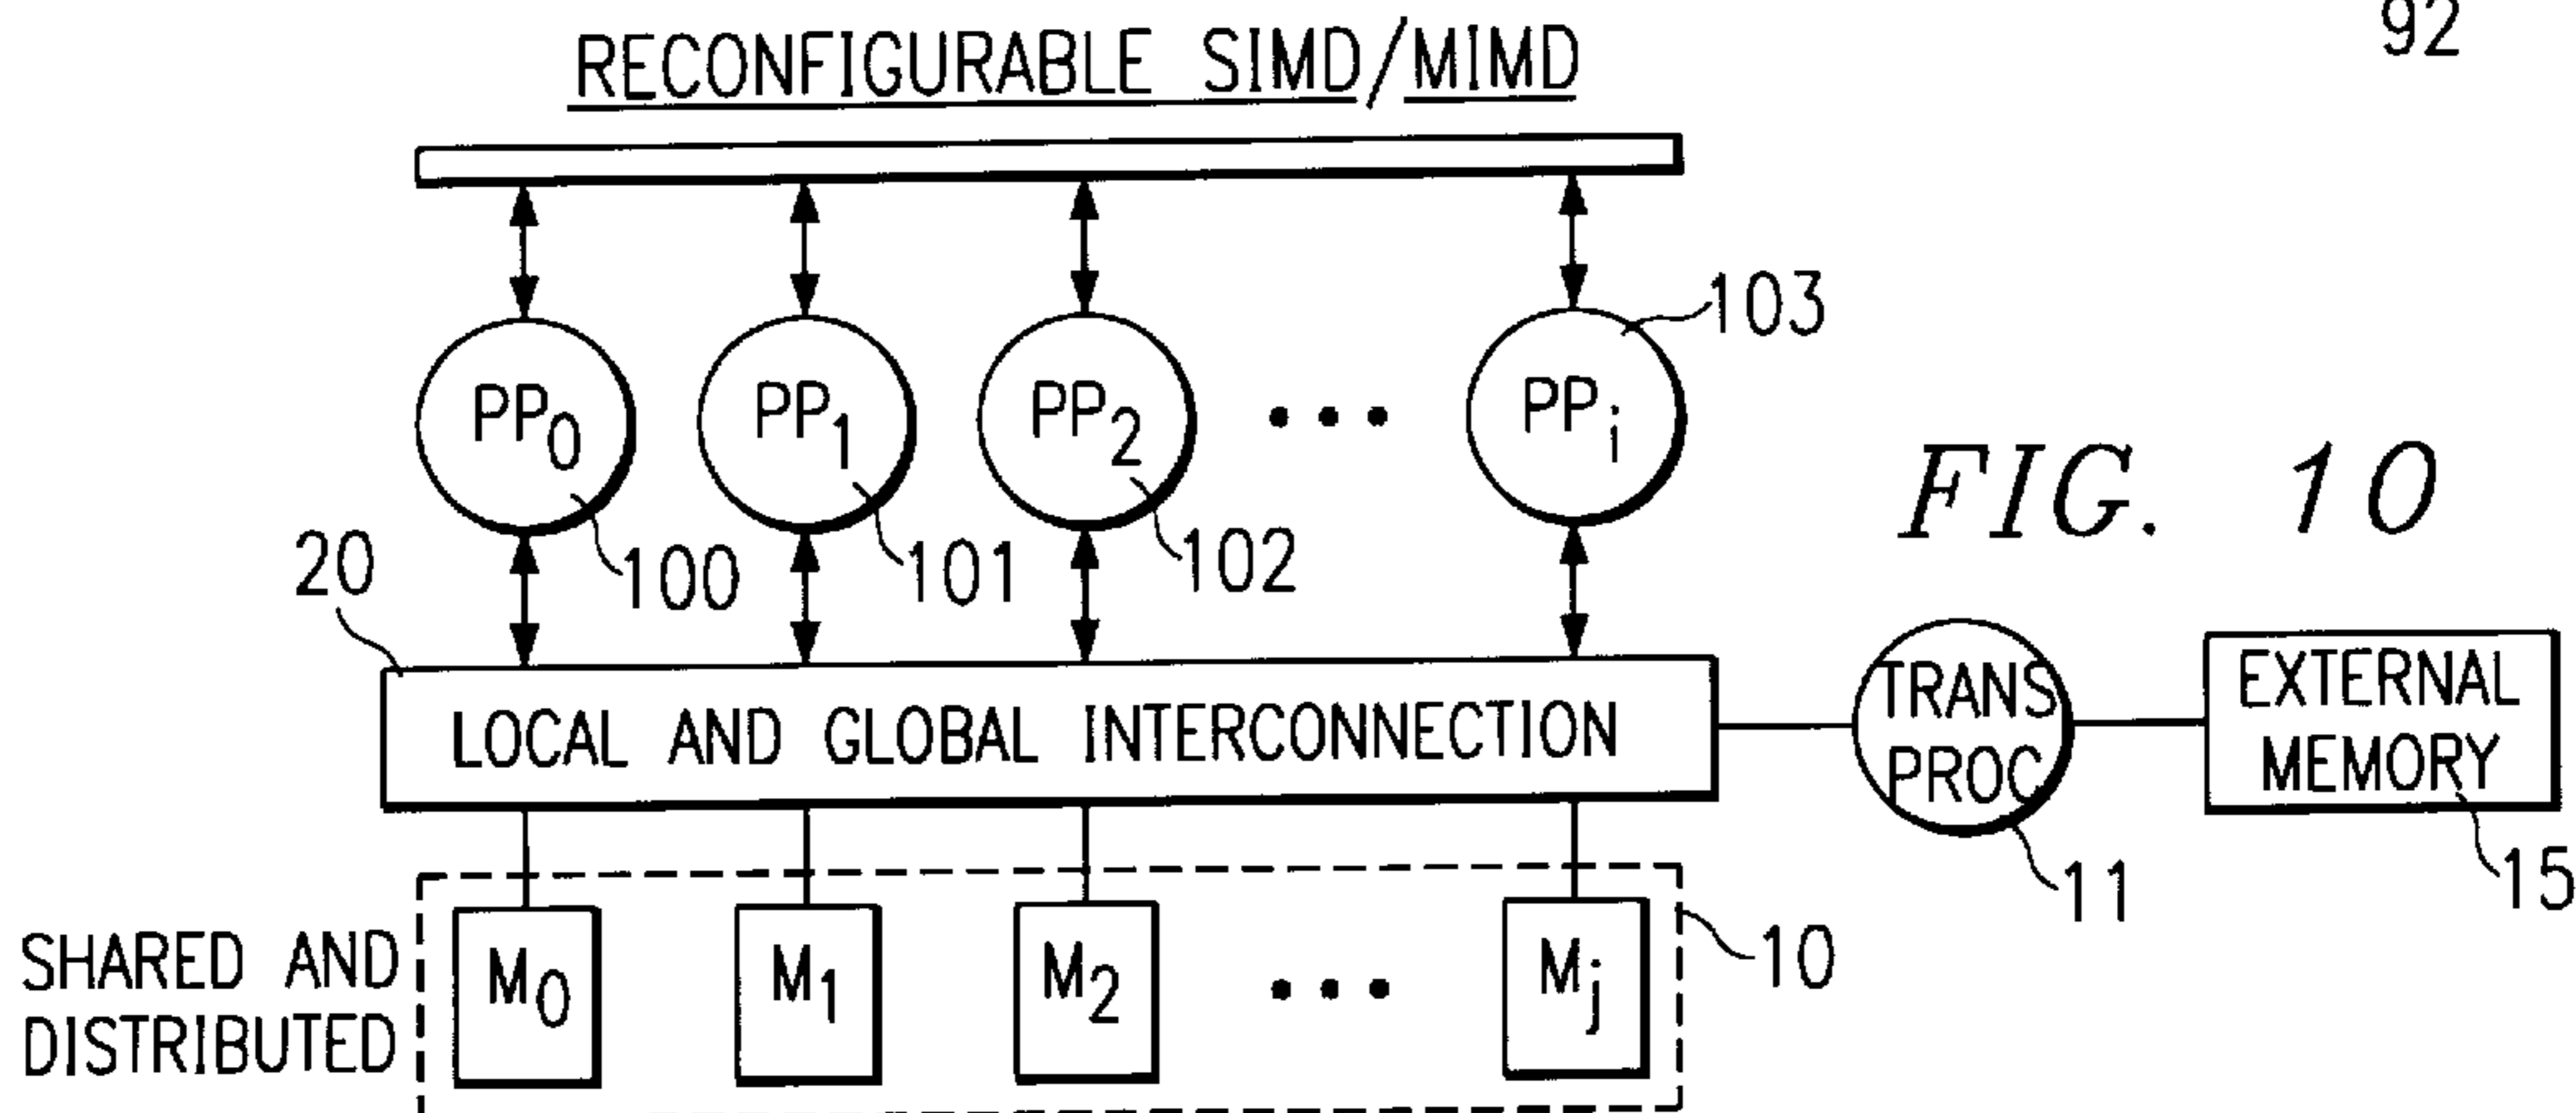 92
RECONFIGURABLE SIMD/MIMD
103
PP0
PP1
PP2
PPi
FIG. 10
20
100
101
102
LOCAL AND GLOBAL INTERCONNECTION
TRANS
PROC
EXTERNAL
MEMORY
11
15
10
SHARED AND
DISTRIBUTED
M0
M1
M2
Mj